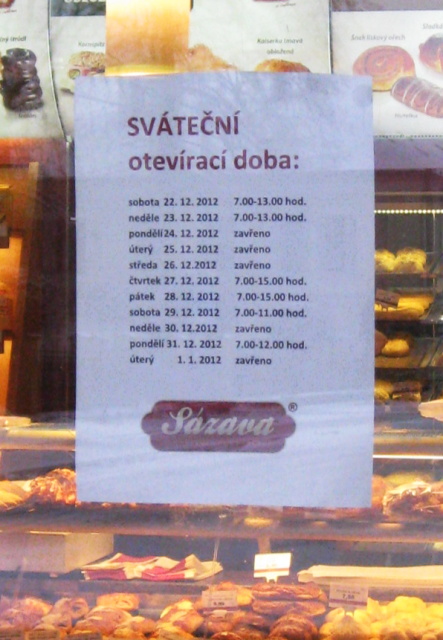 SVÁTEČNÍ
otevírací doba:
sobota 22. 12. 2012 7.00-13.00 hod.
neděle 23. 12. 2012 7.00-13.00 hod.
pondělí 24. 12. 2012 zavřeno
úterý 25. 12. 2012 zavřeno
středa 26. 12.2012 zavřeno
čtvrtek 27. 12. 2012 7.00-15.00 hod.
pátek 28. 12. 2012 7.00-15.00 hod.
sobota 29. 12. 2012 7.00-11.00 hod.
neděle 30. 12.2012 zavřeno
pondělí 31. 12. 2012 7.00-12.00 hod.
úterý 1. 1. 2012 zavřeno
Sázava ®